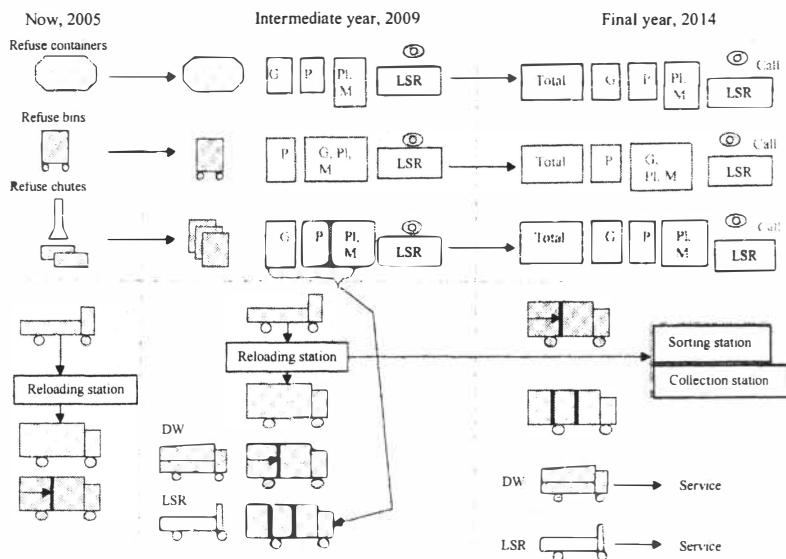 Now, 2005
Intermediate year, 2009
Final year, 2014
Refuse containers
G
P
Pl,
M
LSR
Total
G
P
Pl,
M
Call
LSR
Refuse bins
P
G, Pl,
M
LSR
Total
P
G,
Pl, M
Call
LSR
Refuse chutes
G
P
Pl,
M
LSR
Total
G
P
Pl,
M
Call
LSR
Reloading station
Reloading station
Sorting station
Collection station
DW
LSR
DW
Service
LSR
Service